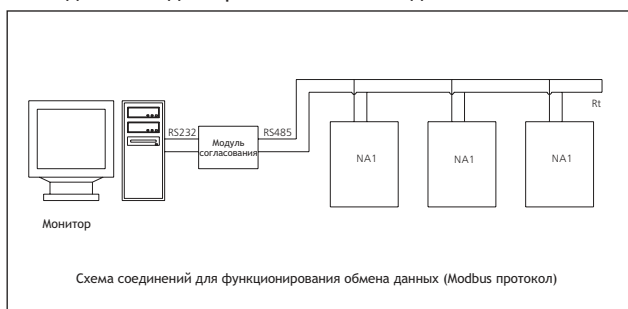 RS232
RS485
Модуль
согласования
Rt
NA1
NA1
NA1
Монитор
Схема соединений для функционирования обмена данных (Modbus протокол)